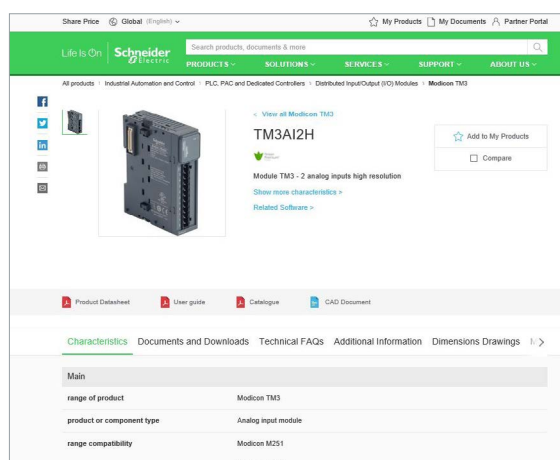 Share Price Global (English) My Products My Documents Partner Portal
Life Is On Schneider Electric
Search products, documents & more
PRODUCTS SOLUTIONS SERVICES SUPPORT ABOUT US
All products Industrial Automation and Control PLC, PAC and Dedicated Controllers Distributed Input/Output (I/O) Modules Modicon TM3
< View all Modicon TM3
TM3AI2H
Module TM3 - 2 analog inputs high resolution
Show more characteristics >
Related Software >
Add to My Products
Compare
Product Datasheet User guide Catalogue CAD Document
Characteristics Documents and Downloads Technical FAQs Additional Information Dimensions Drawings
Main
range of product Modicon TM3
product or component type Analog input module
range compatibility Modicon M251